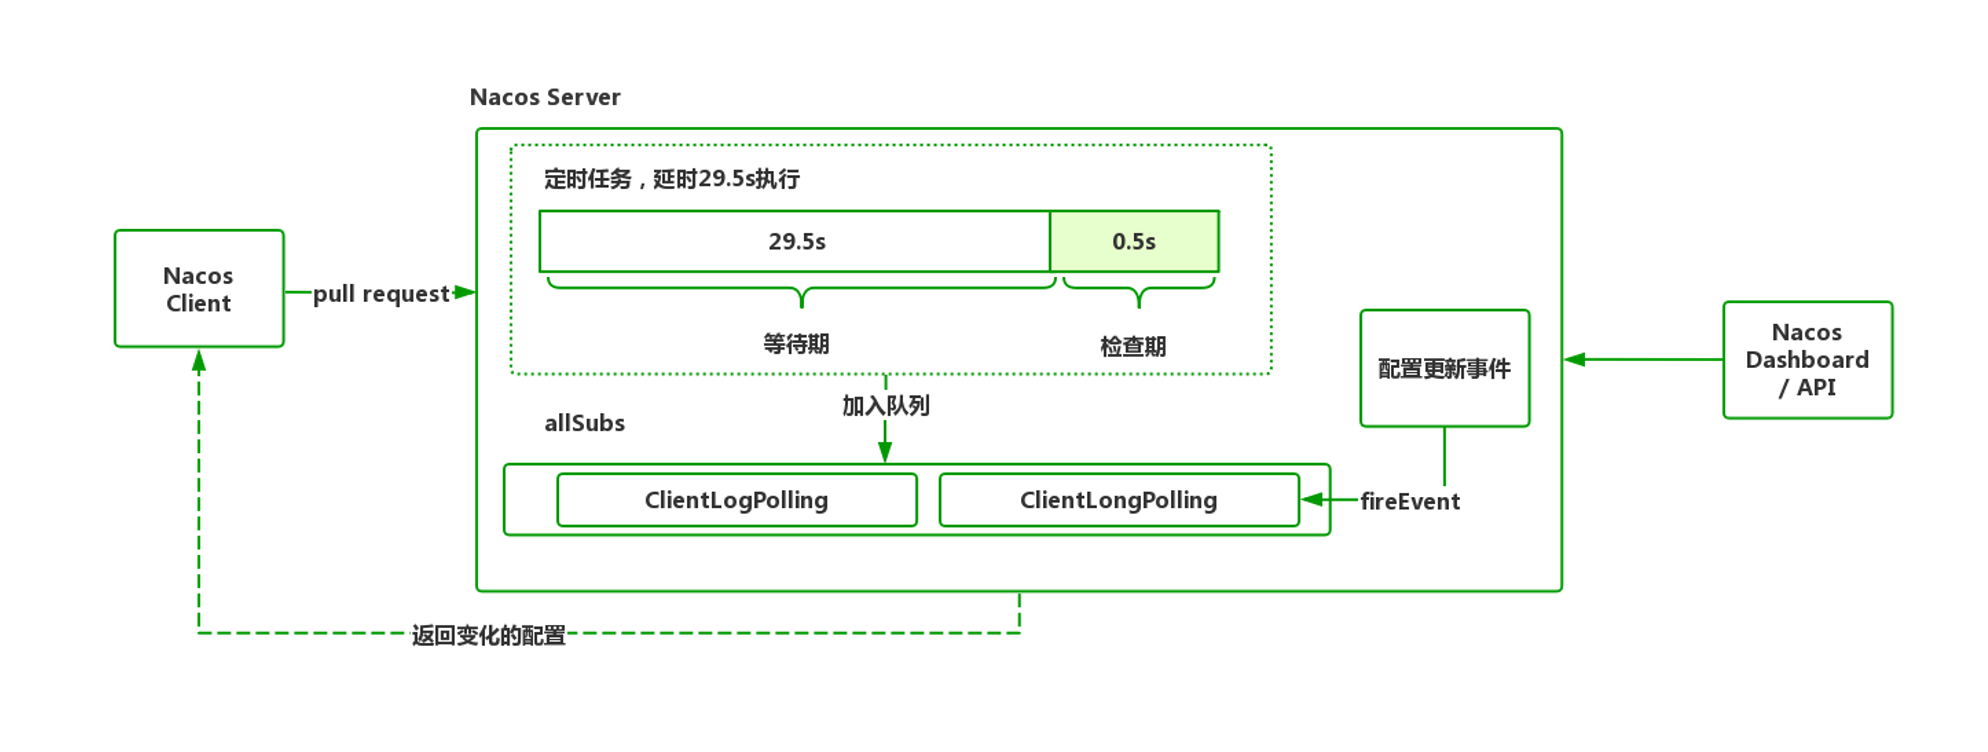 Nacos Server
定时任务，延时29.5s执行
29.5s
0.5s
等待期
检查期
Nacos
Client
pull request
配置更新事件
Nacos
Dashboard
/ API
加入队列
allSubs
ClientLogPolling
ClientLongPolling
fireEvent
返回变化的配置